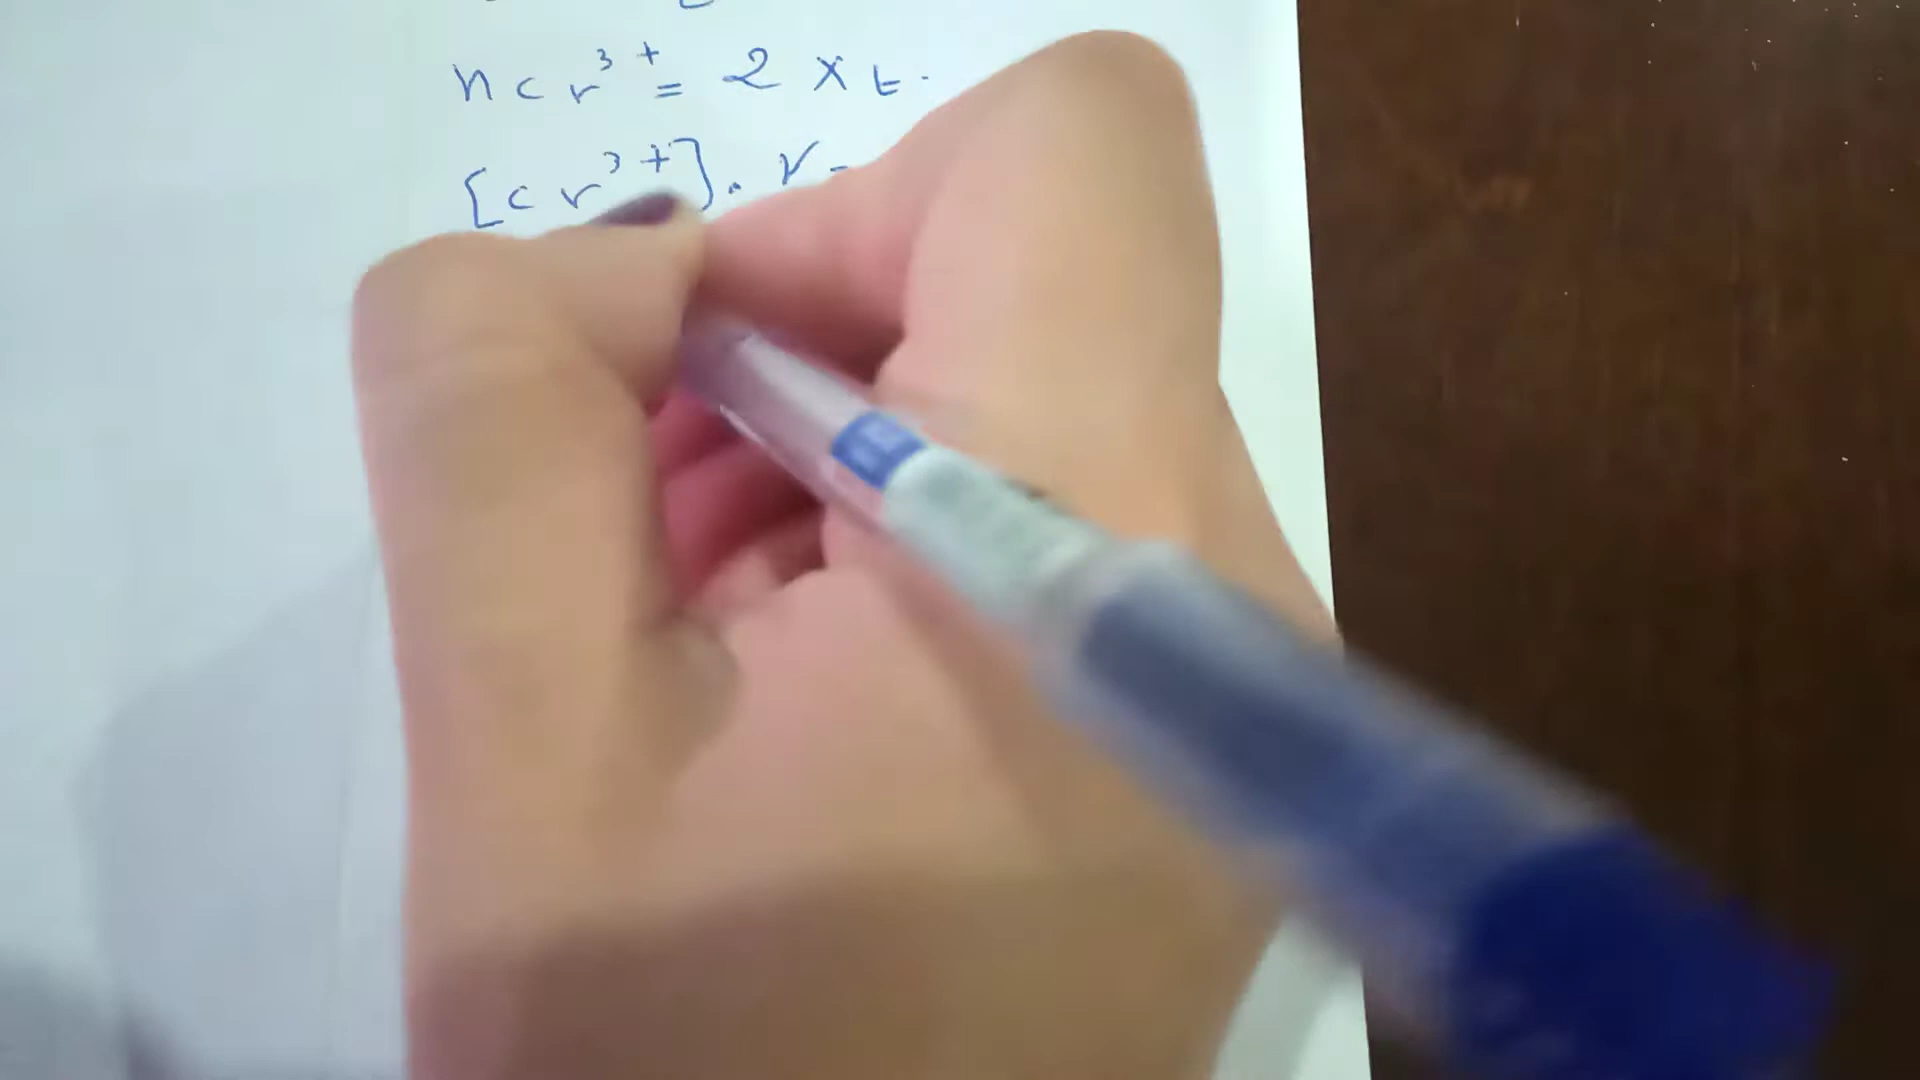 n cr³⁺ = 2 x t.
[cr³⁺]. V =